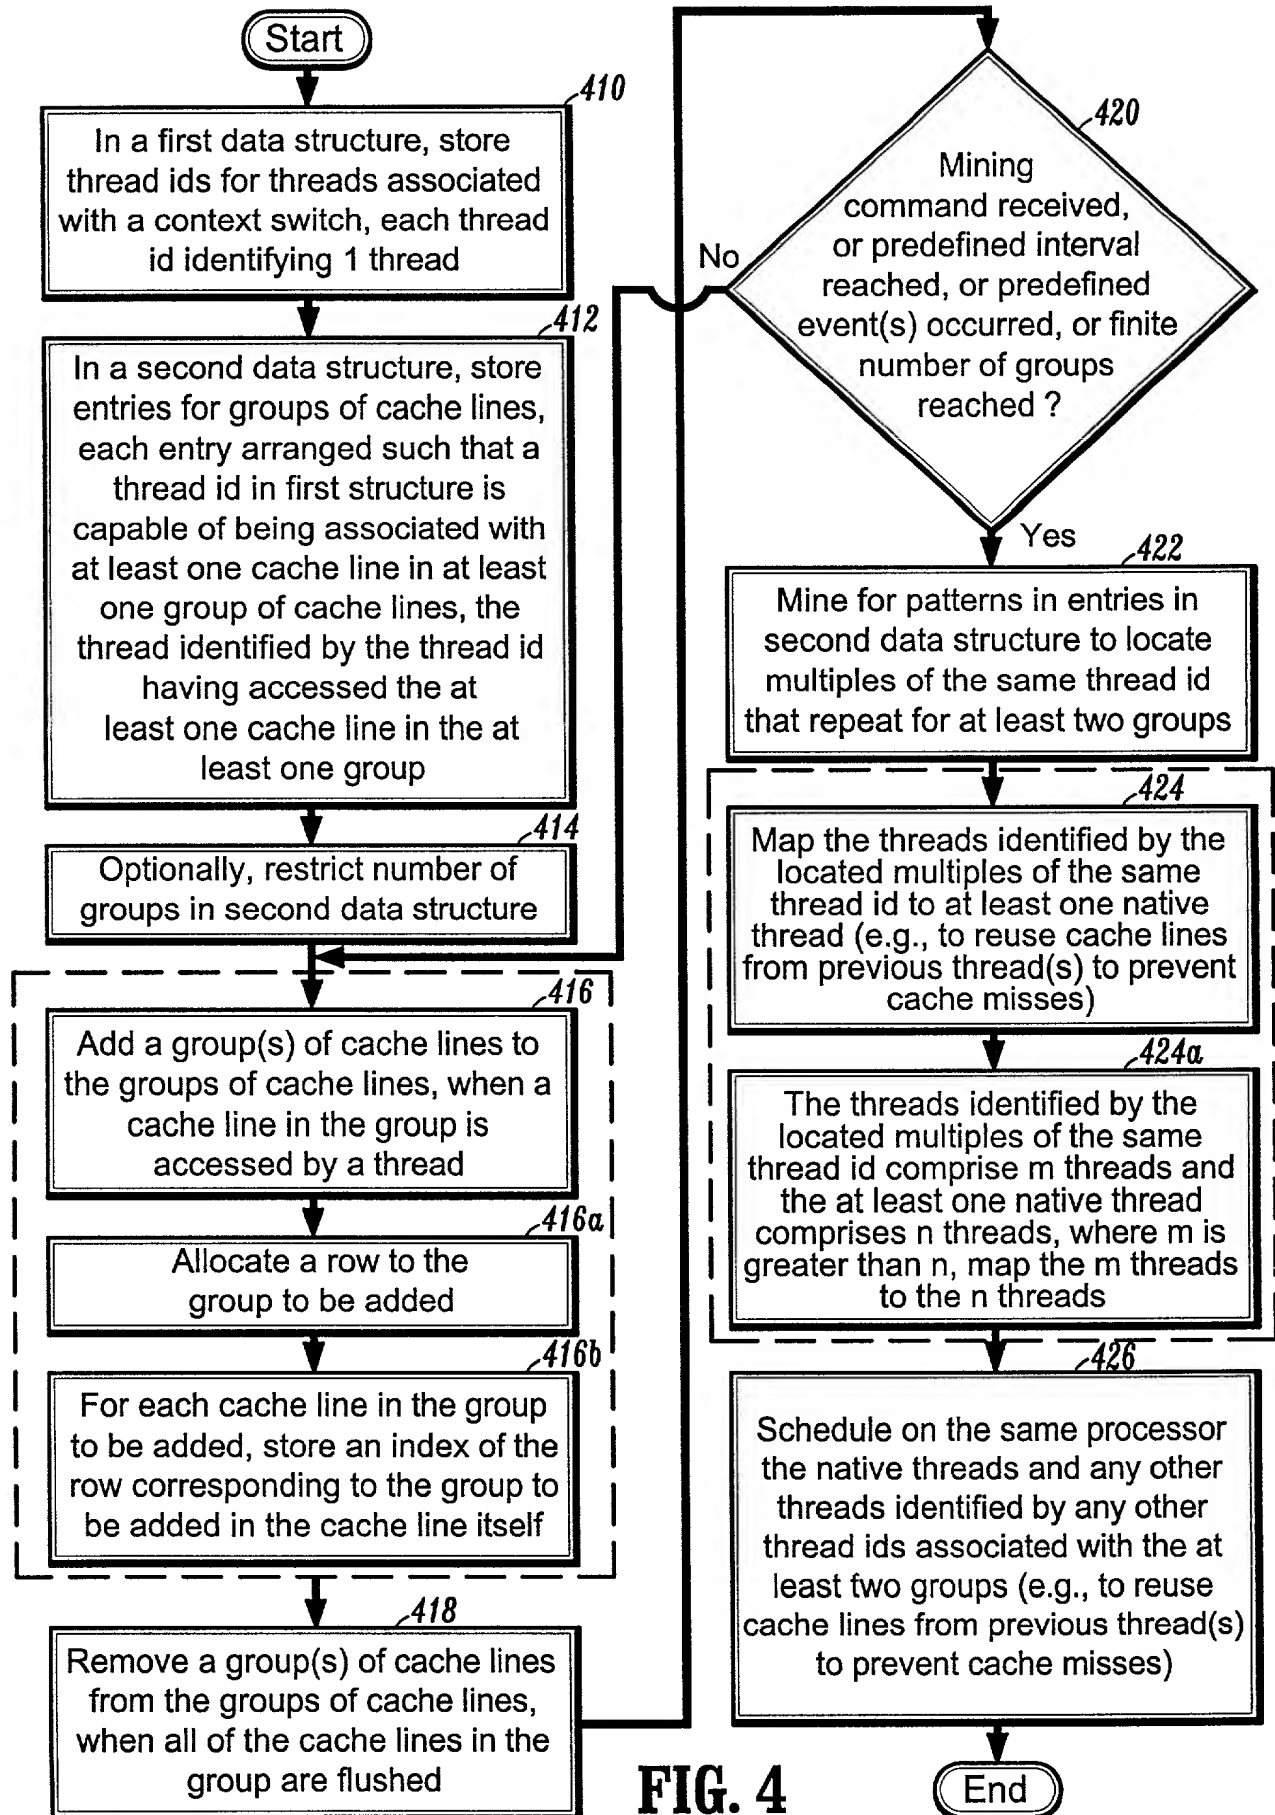 Start
410
In a first data structure, store
thread ids for threads associated
with a context switch, each thread
id identifying 1 thread
412
In a second data structure, store
entries for groups of cache lines,
each entry arranged such that a
thread id in first structure is
capable of being associated with
at least one cache line in at least
one group of cache lines, the
thread identified by the thread id
having accessed the at
least one cache line in the at
least one group
414
Optionally, restrict number of
groups in second data structure
416
Add a group(s) of cache lines to
the groups of cache lines, when a
cache line in the group is
accessed by a thread
416a
Allocate a row to the
group to be added
416b
For each cache line in the group
to be added, store an index of the
row corresponding to the group to
be added in the cache line itself
418
Remove a group(s) of cache lines
from the groups of cache lines,
when all of the cache lines in the
group are flushed
420
Mining
command received,
or predefined interval
reached, or predefined
event(s) occurred, or finite
number of groups
reached ?
No
Yes
422
Mine for patterns in entries in
second data structure to locate
multiples of the same thread id
that repeat for at least two groups
424
Map the threads identified by the
located multiples of the same
thread id to at least one native
thread (e.g., to reuse cache lines
from previous thread(s) to prevent
cache misses)
424a
The threads identified by the
located multiples of the same
thread id comprise m threads and
the at least one native thread
comprises n threads, where m is
greater than n, map the m threads
to the n threads
426
Schedule on the same processor
the native threads and any other
threads identified by any other
thread ids associated with the at
least two groups (e.g., to reuse
cache lines from previous thread(s)
to prevent cache misses)
End
FIG. 4